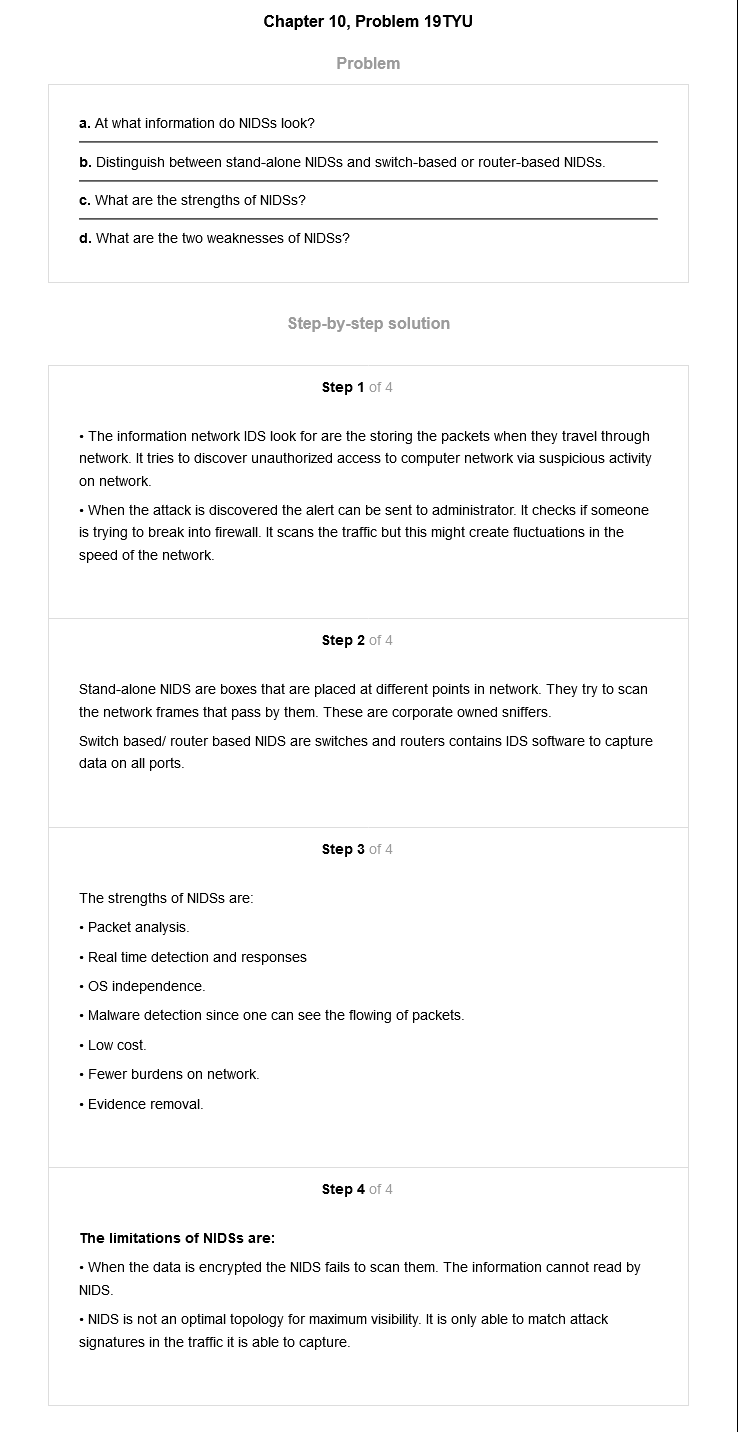 Chapter 10, Problem 19TYU
Problem
a. At what information do NIDSs look?
b. Distinguish between stand-alone NIDSs and switch-based or router-based NIDSs.
c. What are the strengths of NIDSs?
d. What are the two weaknesses of NIDSs?
Step-by-step solution
Step 1 of 4
• The information network IDS look for are the storing the packets when they travel through
network. It tries to discover unauthorized access to computer network via suspicious activity
on network.
• When the attack is discovered the alert can be sent to administrator. It checks if someone
is trying to break into firewall. It scans the traffic but this might create fluctuations in the
speed of the network.
Step 2 of 4
Stand-alone NIDS are boxes that are placed at different points in network. They try to scan
the network frames that pass by them. These are corporate owned sniffers.
Switch based/ router based NIDS are switches and routers contains IDS software to capture
data on all ports.
Step 3 of 4
The strengths of NIDSs are:
• Packet analysis.
• Real time detection and responses
• OS independence.
• Malware detection since one can see the flowing of packets.
• Low cost.
• Fewer burdens on network.
• Evidence removal.
Step 4 of 4
The limitations of NIDSs are:
• When the data is encrypted the NIDS fails to scan them. The information cannot read by
NIDS.
• NIDS is not an optimal topology for maximum visibility. It is only able to match attack
signatures in the traffic it is able to capture.